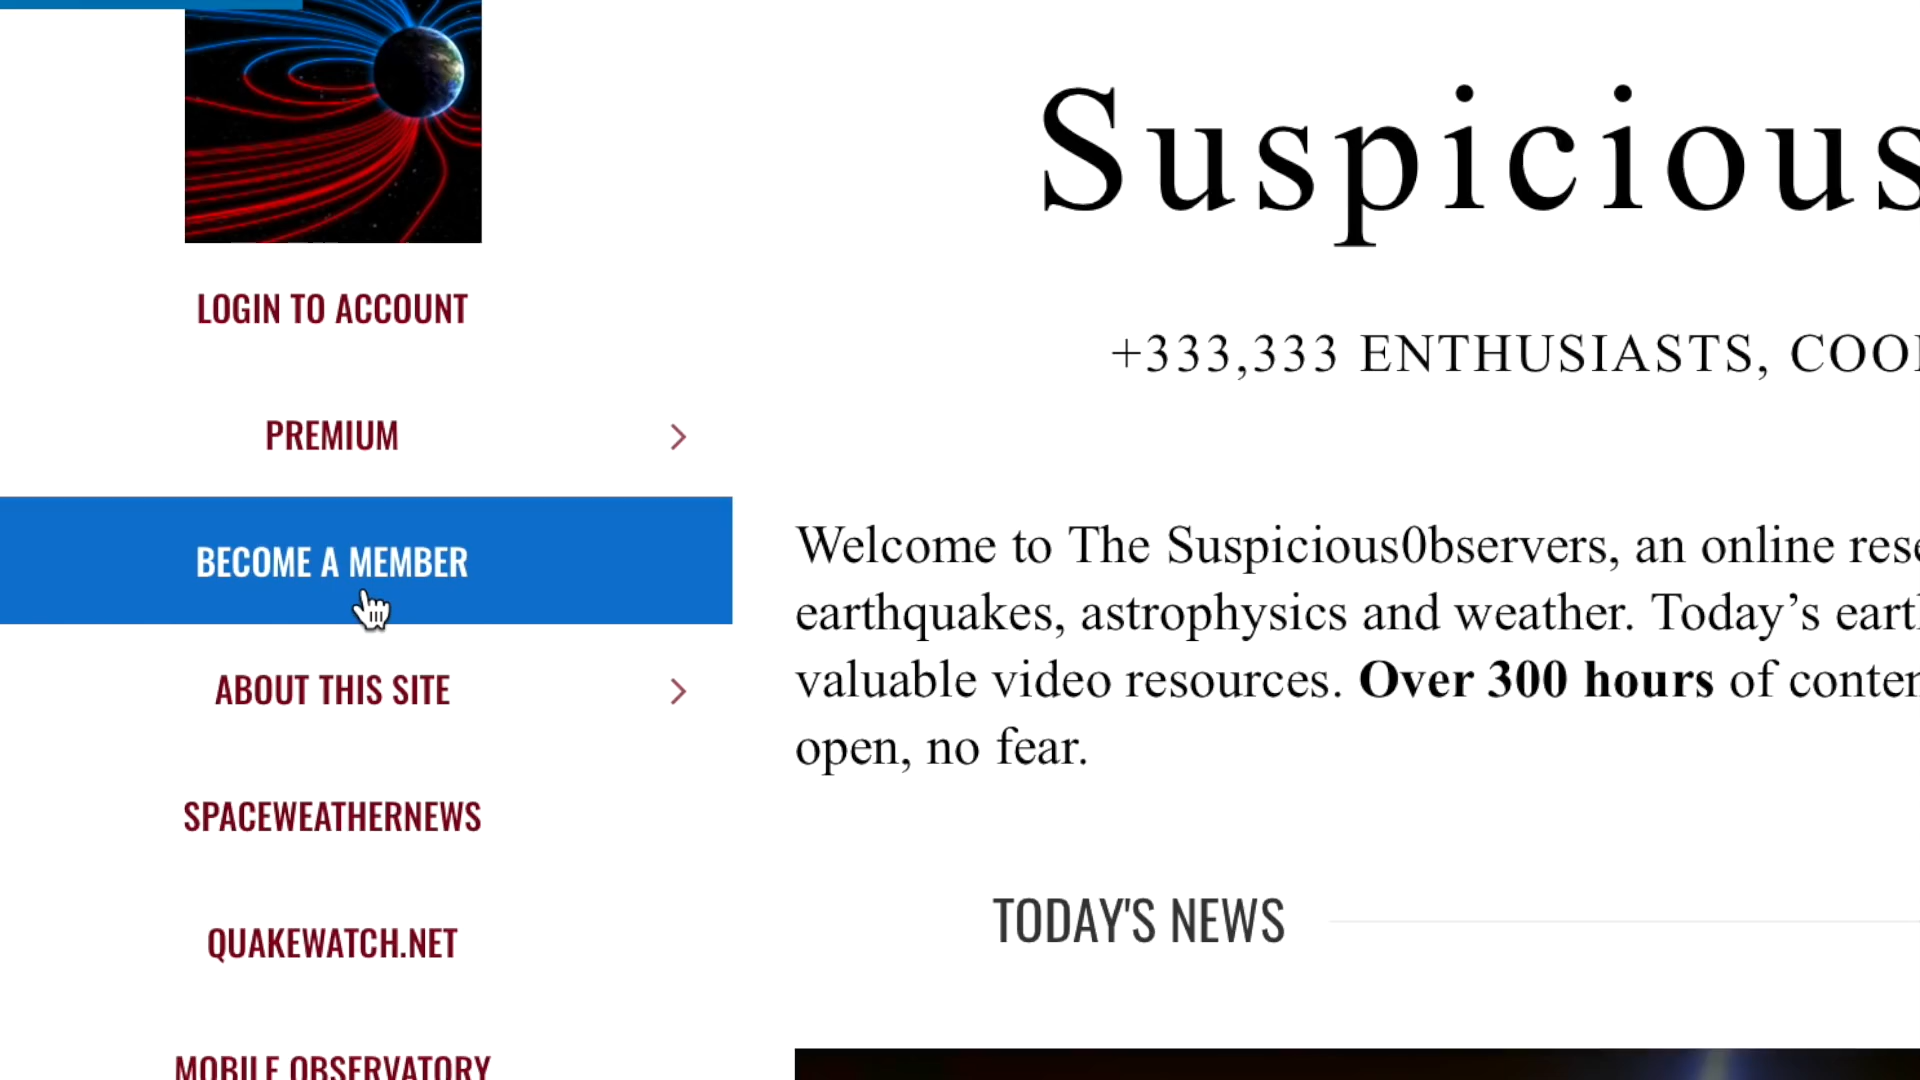 LOGIN TO ACCOUNT
PREMIUM
BECOME A MEMBER
ABOUT THIS SITE
SPACEWEATHERNEWS
QUAKEWATCH.NET
MOBILE OBSERVATORY
Suspicious
+333,333 ENTHUSIASTS,
Welcome to The Suspicious0bservers, an online
earthquakes, astrophysics and weather. Today’s
valuable video resources. Over 300 hours of
open, no fear.
TODAY'S NEWS